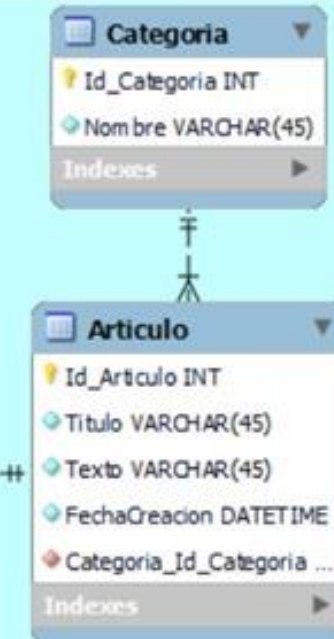 Categoria
Id_Categoria INT
Nombre VARCHAR(45)
Indexes
Articulo
Id_Articulo INT
Titulo VARCHAR(45)
Texto VARCHAR(45)
FechaCreacion DATETIME
Categoria_Id_Categoria ...
Indexes